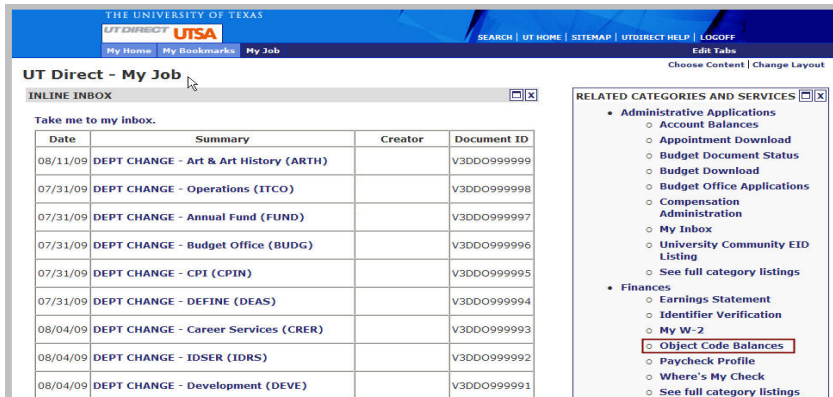 THE UNIVERSITY OF TEXAS
UTDIRECT UTSA
SEARCH | UT HOME | SITEMAP | UTDIRECT HELP | LOGOFF
My Home My Bookmarks My Job Edit Tabs
Choose Content | Change Layout
UT Direct - My Job
INLINE INBOX
Take me to my inbox.
Date Summary Creator Document ID
08/11/09 DEPT CHANGE - Art & Art History (ARTH) V3DDO999999
07/31/09 DEPT CHANGE - Operations (ITCO) V3DDO999998
07/31/09 DEPT CHANGE - Annual Fund (FUND) V3DDO999997
07/31/09 DEPT CHANGE - Budget Office (BUDG) V3DDO999996
07/31/09 DEPT CHANGE - CPI (CPIN) V3DDO999995
07/31/09 DEPT CHANGE - DEFINE (DEAS) V3DDO999994
08/04/09 DEPT CHANGE - Career Services (CRER) V3DDO999993
08/04/09 DEPT CHANGE - IDSER (IDRS) V3DDO999992
08/04/09 DEPT CHANGE - Development (DEVE) V3DDO999991
RELATED CATEGORIES AND SERVICES
Administrative Applications
Account Balances
Appointment Download
Budget Document Status
Budget Download
Budget Office Applications
Compensation
Administration
My Inbox
University Community EID
Listing
See full category listings
Finances
Earnings Statement
Identifier Verification
My W-2
Object Code Balances
Paycheck Profile
Where's My Check
See full category listings